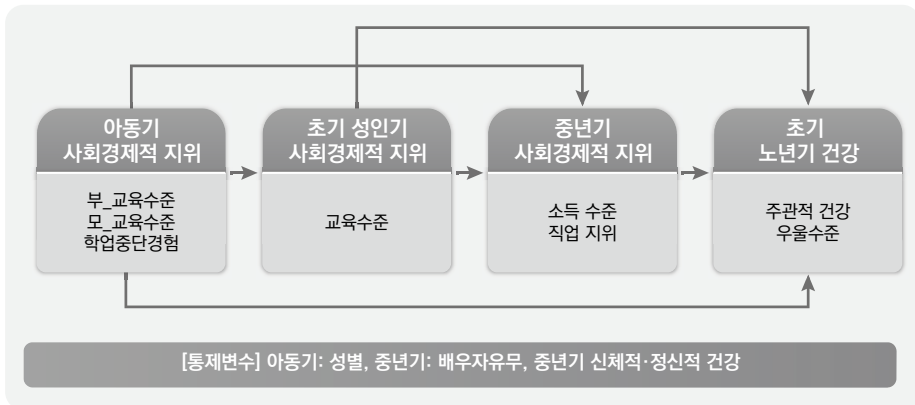 아동기
사회경제적 지위
부_교육수준
모_교육수준
학업중단경험
초기 성인기
사회경제적 지위
교육수준
중년기
사회경제적 지위
소득 수준
직업 지위
초기
노년기 건강
주관적 건강
우울수준
[통제변수] 아동기: 성별, 중년기: 배우자유무, 중년기 신체적·정신적 건강